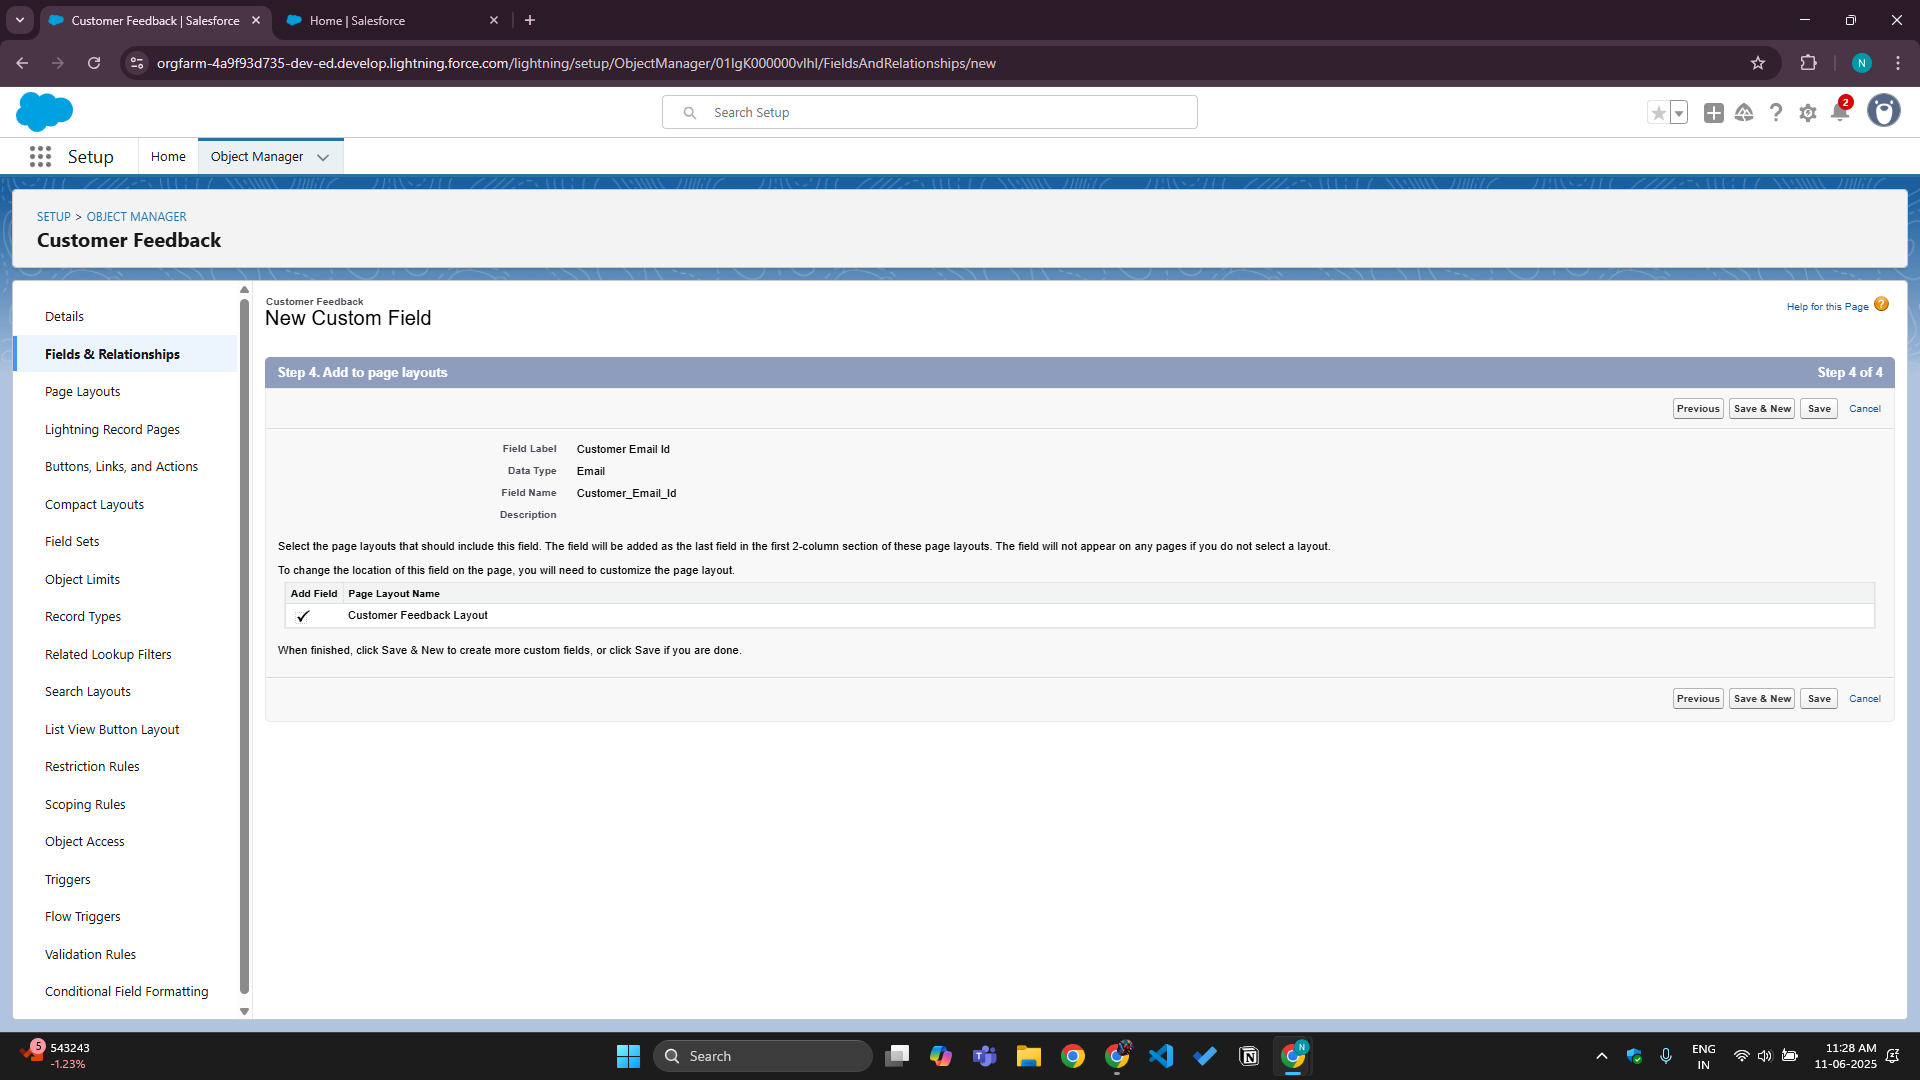 Customer Feedback | Salesforce
Home | Salesforce
orgfarm-4a9f93d735-dev-ed.develop.lightning.force.com/lightning/setup/ObjectManager/01IgK000000vlhl/FieldsAndRelationships/new
N
Search Setup
2
Setup
Home
Object Manager
SETUP > OBJECT MANAGER
Customer Feedback
Details
Fields & Relationships
Page Layouts
Lightning Record Pages
Buttons, Links, and Actions
Compact Layouts
Field Sets
Object Limits
Record Types
Related Lookup Filters
Search Layouts
List View Button Layout
Restriction Rules
Scoping Rules
Object Access
Triggers
Flow Triggers
Validation Rules
Conditional Field Formatting
Customer Feedback
New Custom Field
Help for this Page ?
Step 4. Add to page layouts
Step 4 of 4
Previous Save & New Save Cancel
Field Label Customer Email Id
Data Type Email
Field Name Customer_Email_Id
Description
Select the page layouts that should include this field. The field will be added as the last field in the first 2-column section of these page layouts. The field will not appear on any pages if you do not select a layout.
To change the location of this field on the page, you will need to customize the page layout.
Add Field Page Layout Name
Customer Feedback Layout
When finished, click Save & New to create more custom fields, or click Save if you are done.
Previous Save & New Save Cancel
5
543243
-1.23%
Search
N
ENG
IN
11:28 AM
11-06-2025